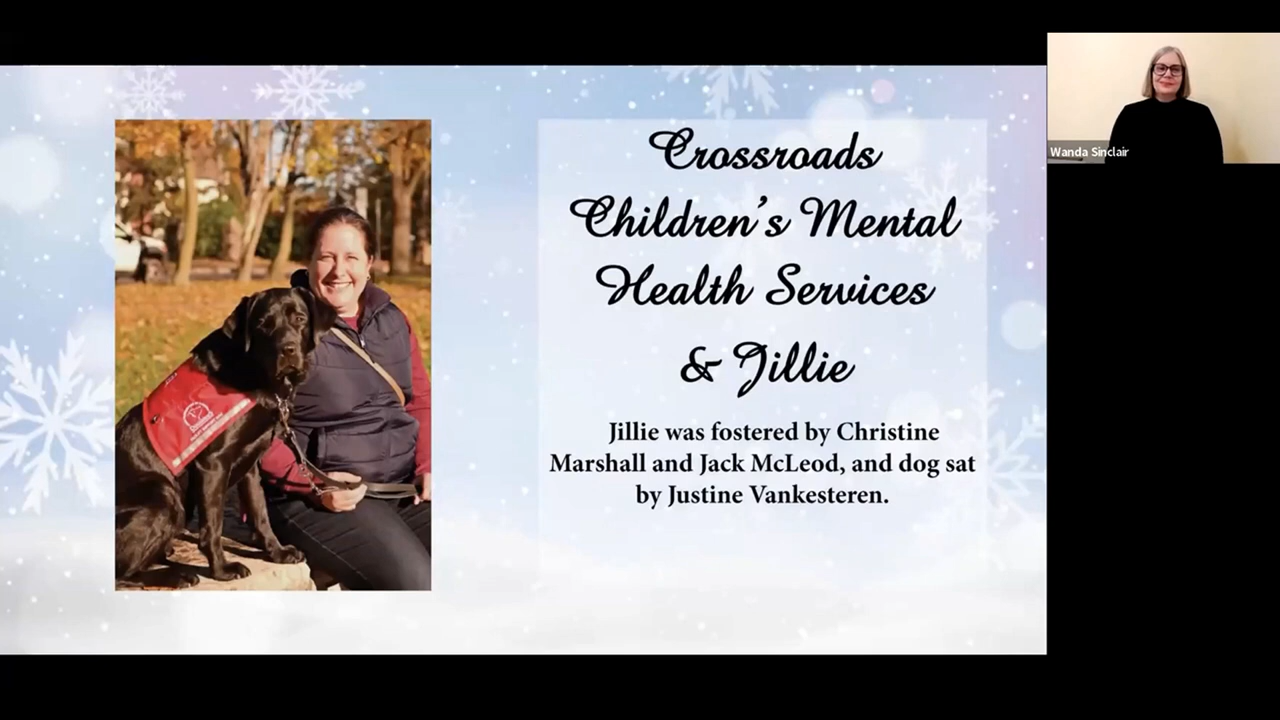 Crossroads
Children's Mental
Health Services
& Jillie
Jillie was fostered by Christine
Marshall and Jack McLeod, and dog sat
by Justine Vankesteren.
Wanda Sinclair